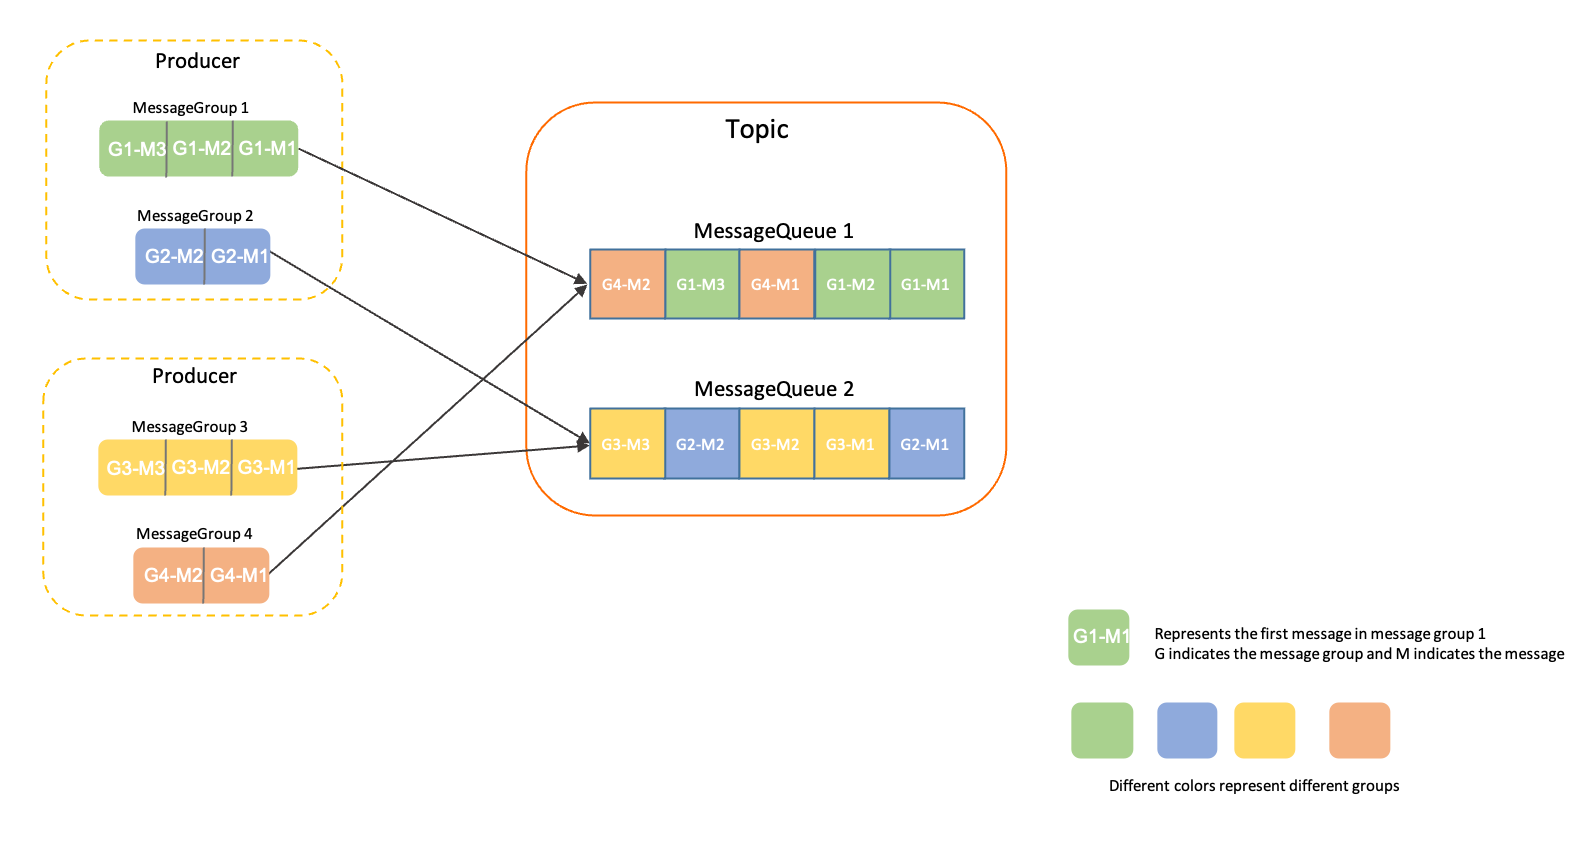 Producer
MessageGroup 1
G1-M3 G1-M2 G1-M1
MessageGroup 2
G2-M2 G2-M1
Producer
MessageGroup 3
G3-M3 G3-M2 G3-M1
MessageGroup 4
G4-M2 G4-M1
Topic
MessageQueue 1
G4-M2 G1-M3 G4-M1 G1-M2 G1-M1
MessageQueue 2
G3-M3 G2-M2 G3-M2 G3-M1 G2-M1
G1-M1
Represents the first message in message group 1
G indicates the message group and M indicates the message
Different colors represent different groups